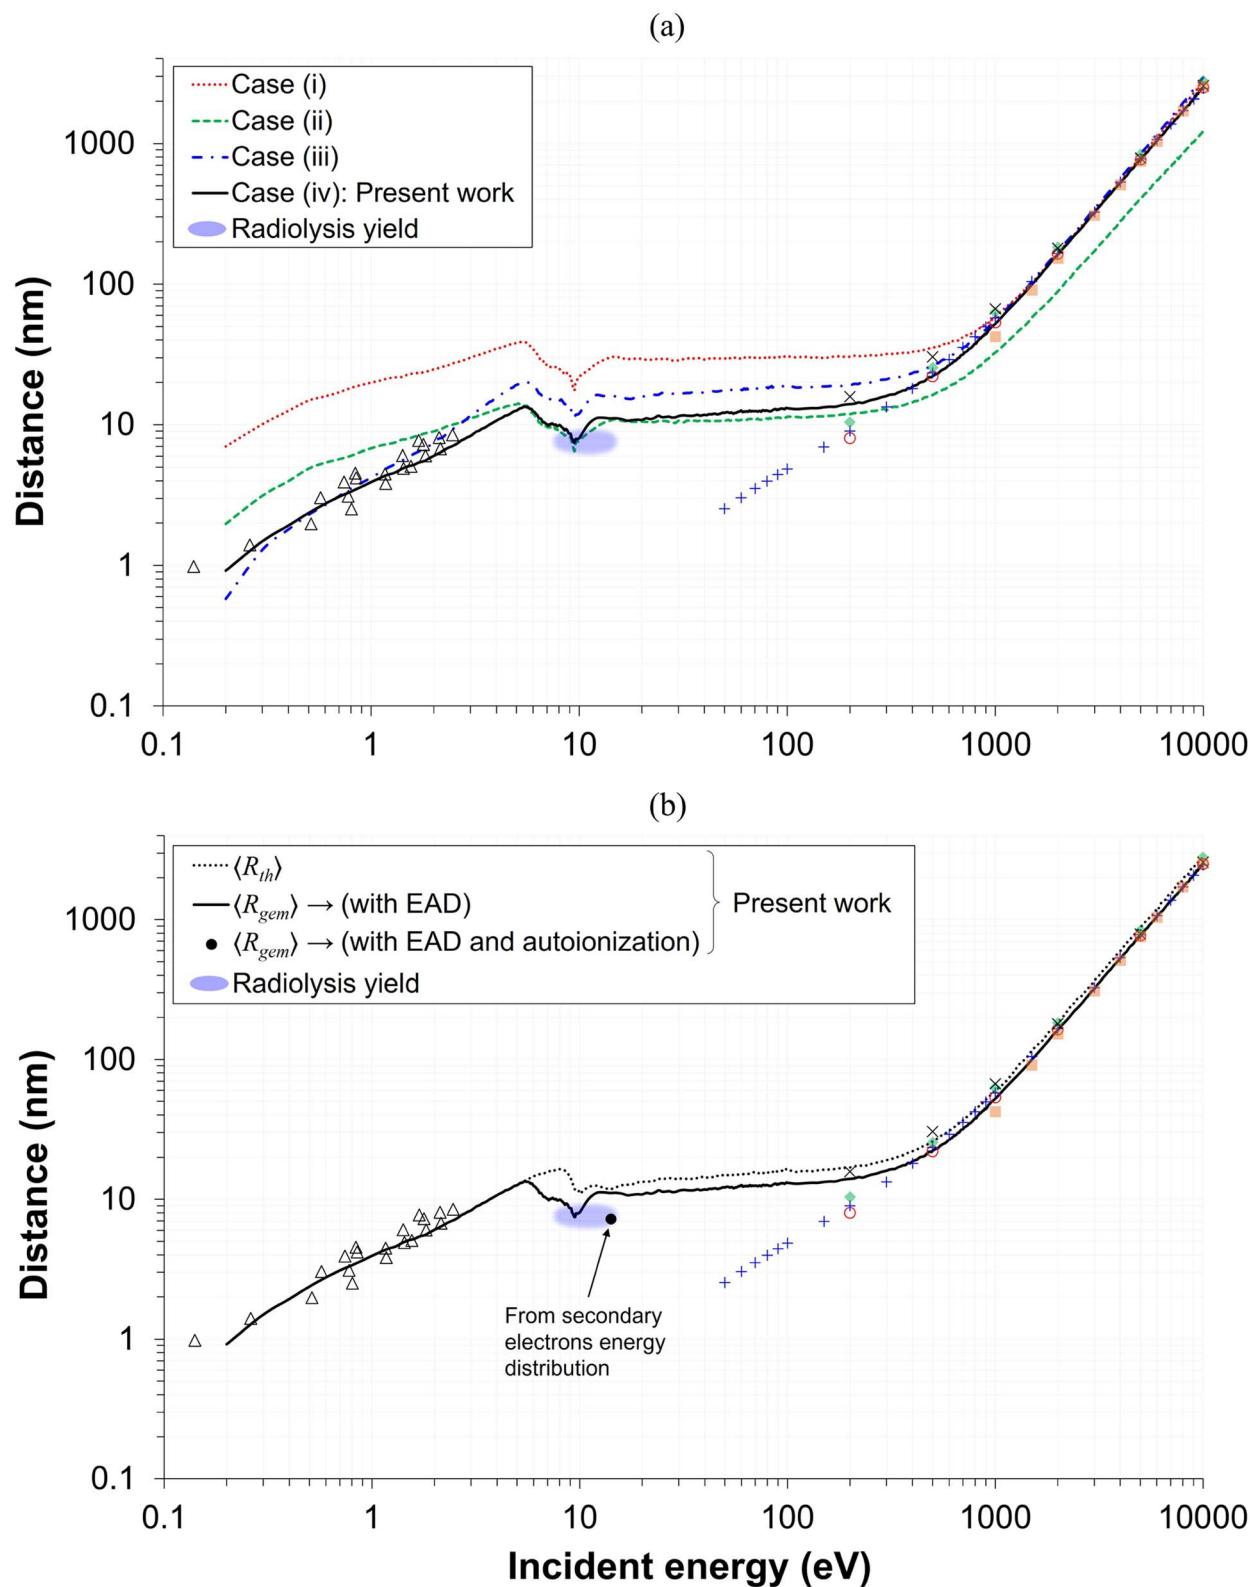 (a)
Case (i)
Case (ii)
Case (iii)
Case (iv): Present work
Radiolysis yield
1000
100
10
1
0.1
Distance (nm)
0.1 1 10 100 1000 10000
(b)
⟨R_th⟩
⟨R_gem⟩ → (with EAD)
⟨R_gem⟩ → (with EAD and autoionization)
Present work
Radiolysis yield
1000
100
10
1
0.1
Distance (nm)
From secondary
electrons energy
distribution
0.1 1 10 100 1000 10000
Incident energy (eV)